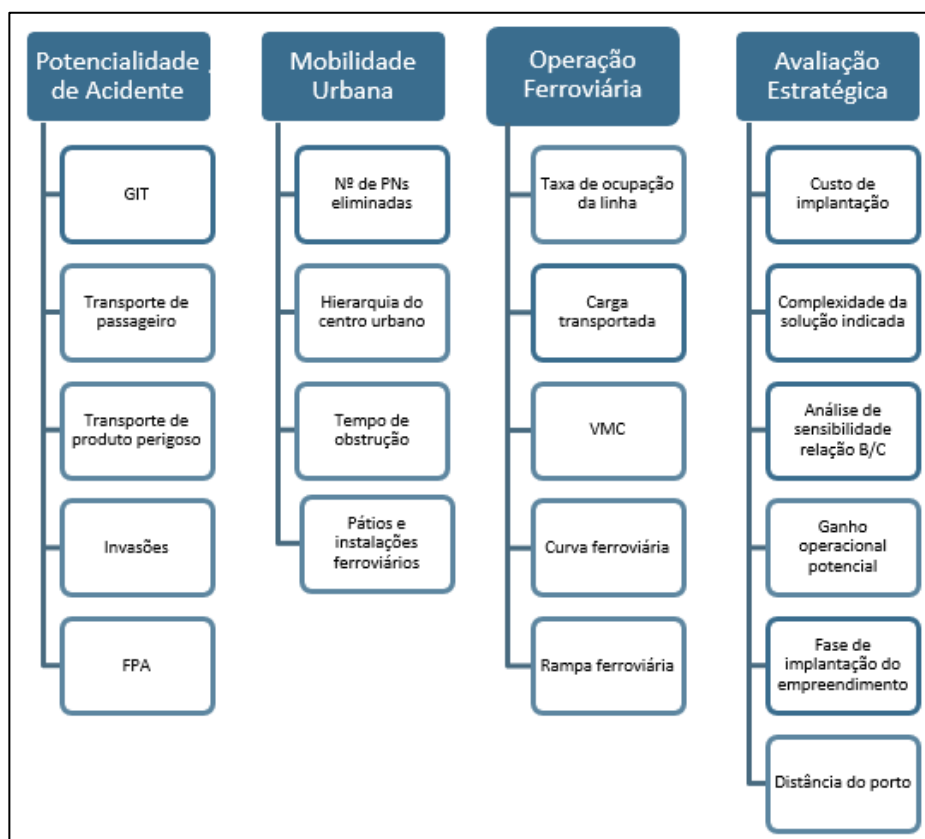 Potencialidade
de Acidente
GIT
Transporte de
passageiro
Transporte de
produto perigoso
Invasões
FPA
Mobilidade
Urbana
Nº de PNs
eliminadas
Hierarquia do
centro urbano
Tempo de
obstrução
Pátios e
instalações
ferroviários
Operação
Ferroviária
Taxa de ocupação
da linha
Carga
transportada
VMC
Curva ferroviária
Rampa ferroviária
Avaliação
Estratégica
Custo de
implantação
Complexidade da
solução indicada
Análise de
sensibilidade
relação B/C
Ganho
operacional
potencial
Fase de
implantação do
empreendimento
Distância do porto